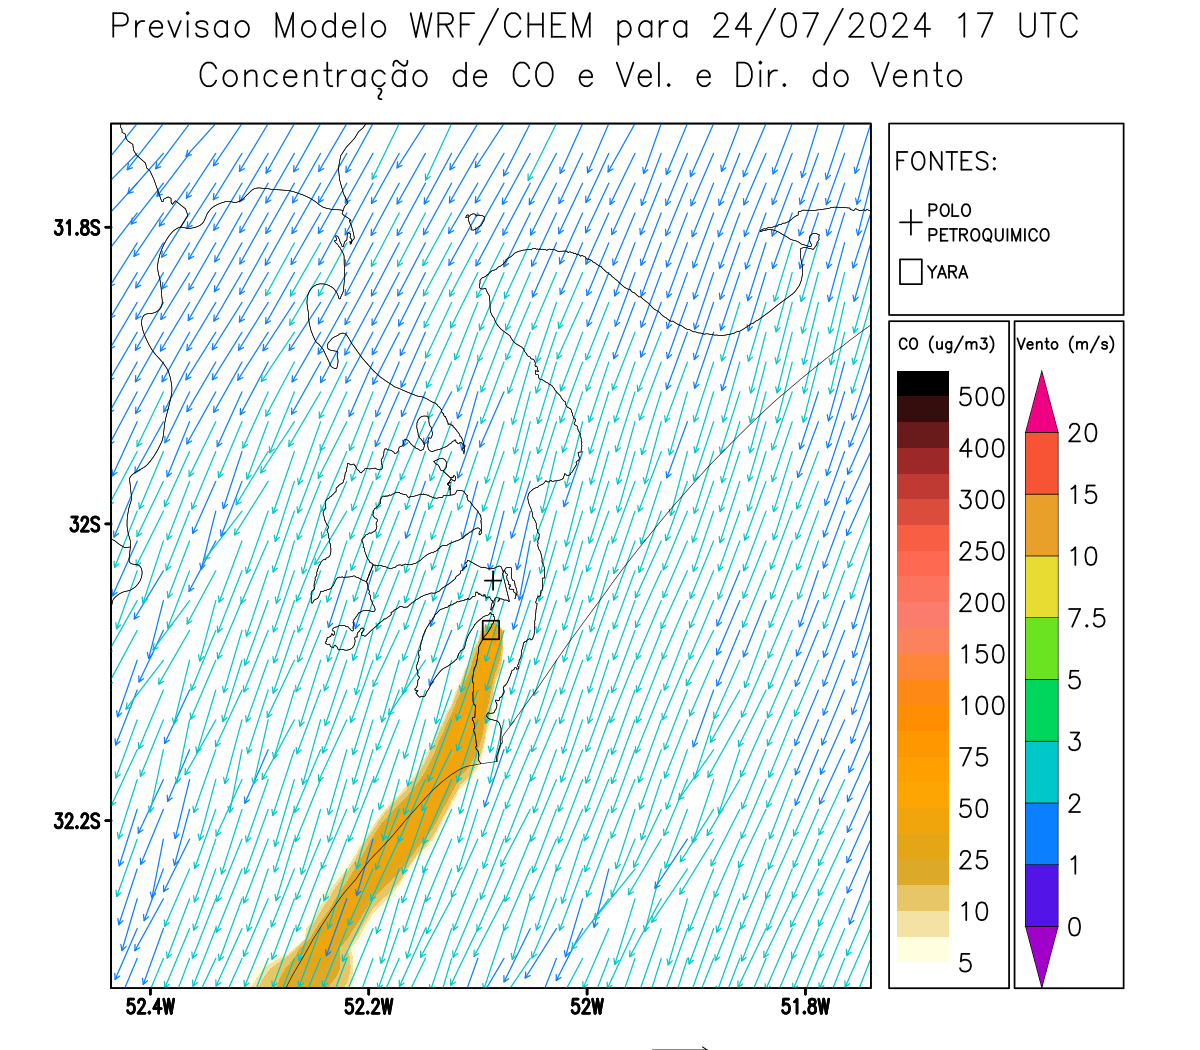 Previsao Modelo WRF/CHEM para 24/07/2024 17 UTC
Concentração de CO e Vel. e Dir. do Vento
FONTES:
POLO
PETROQUIMICO
YARA
CO (ug/m3)
500
400
300
250
200
150
100
75
50
25
10
5
Vento (m/s)
20
15
10
7.5
5
3
2
1
0
31.8S
32S
32.2S
52.4W
52.2W
52W
51.8W